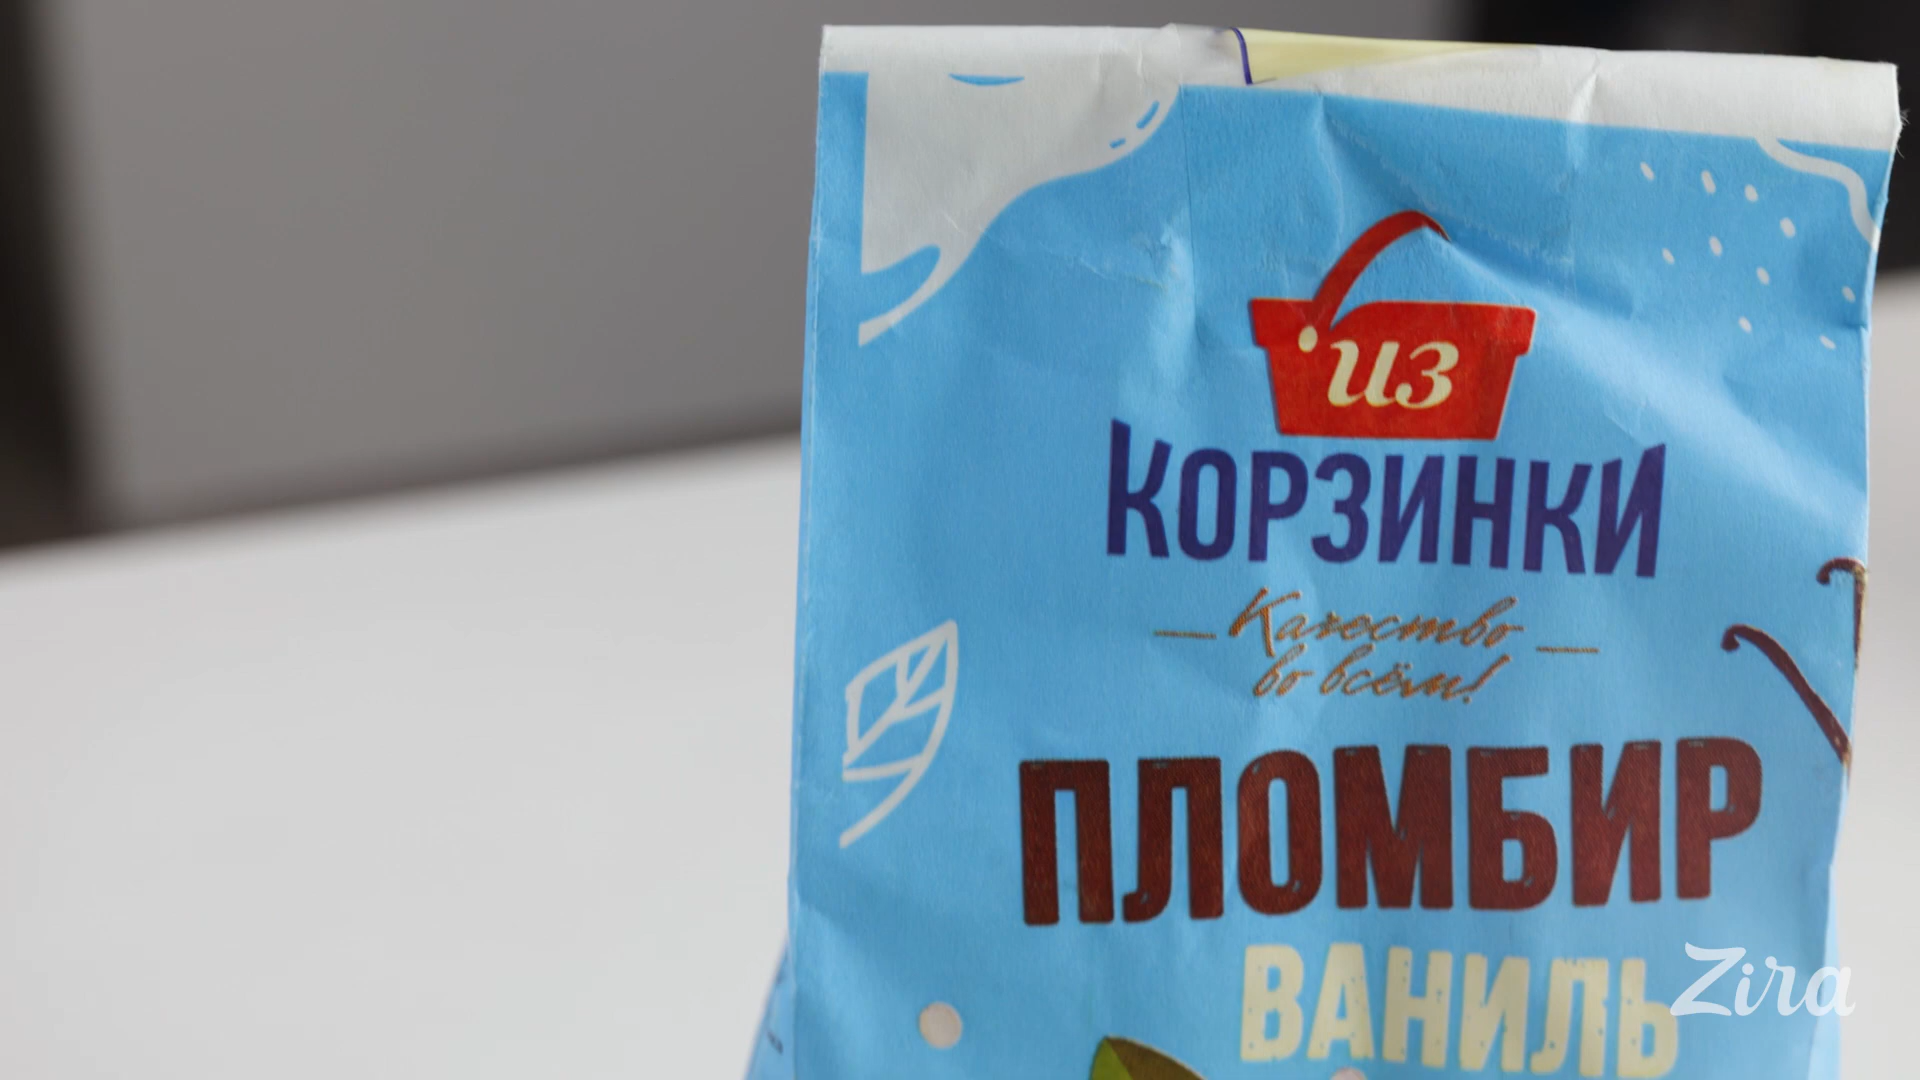 из
КОРЗИНКИ
Качество
во всём!
ПЛОМБИР
ВАНИЛЬ
Zira